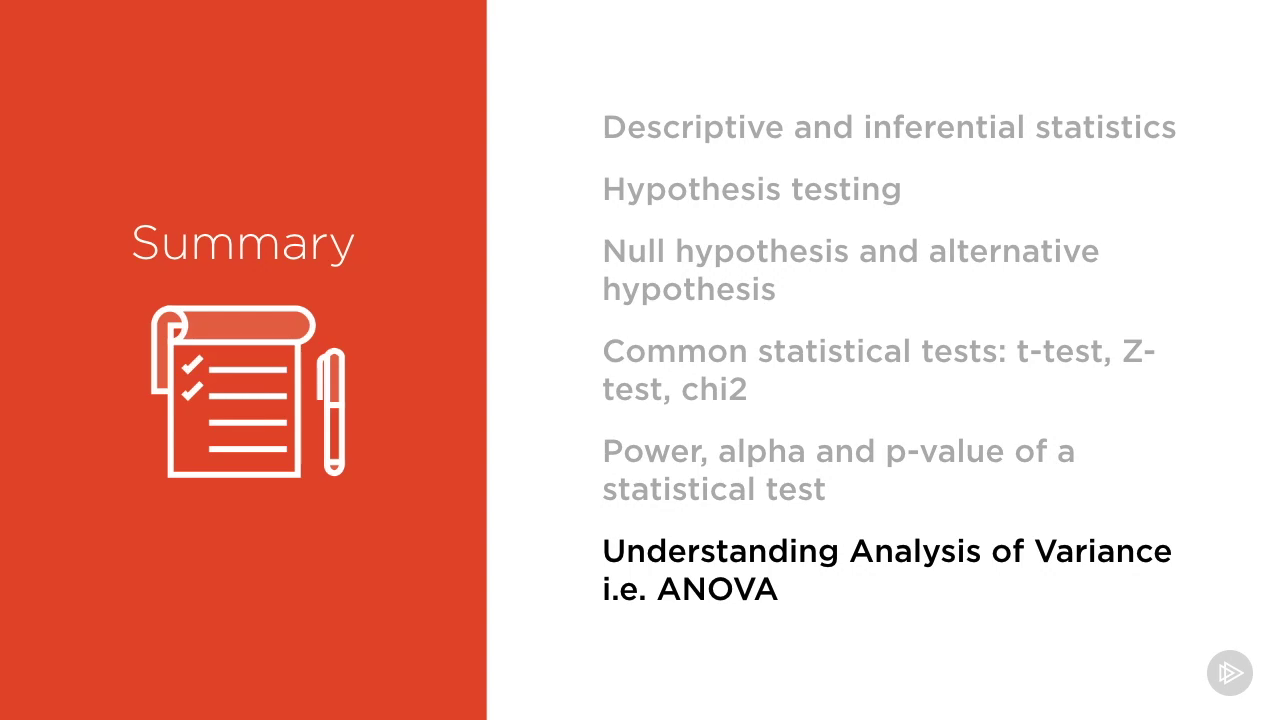 Summary
Descriptive and inferential statistics
Hypothesis testing
Null hypothesis and alternative
hypothesis
Common statistical tests: t-test, Z-
test, chi2
Power, alpha and p-value of a
statistical test
Understanding Analysis of Variance
i.e. ANOVA